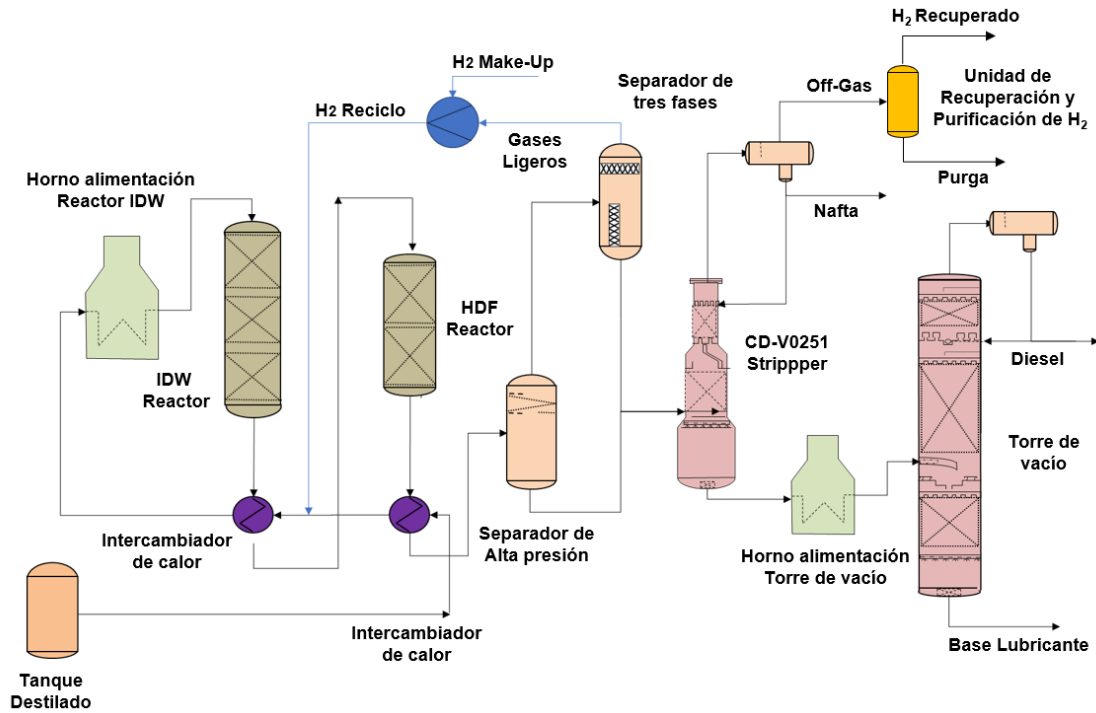 H2 Recuperado
H2 Make-Up
Separador de
tres fases
Off-Gas
Unidad de
Recuperación y
Purificación de H2
H2 Reciclo
Gases
Ligeros
Purga
Horno alimentación
Reactor IDW
Nafta
HDF
Reactor
CD-V0251
Strippper
Diesel
IDW
Reactor
Torre de
vacío
Intercambiador
de calor
Separador de
Alta presión
Horno alimentación
Torre de vacío
Intercambiador
de calor
Base Lubricante
Tanque
Destilado